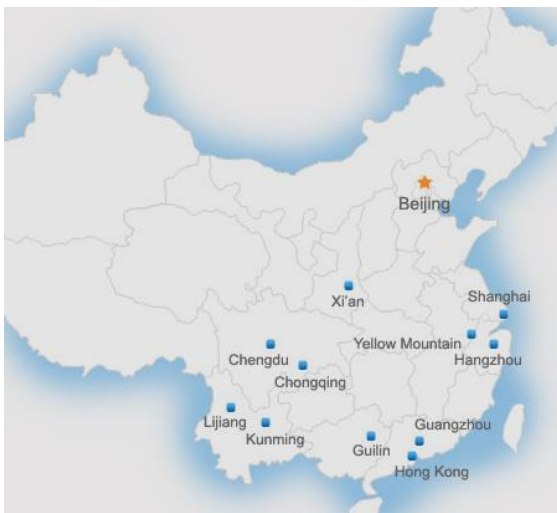 Beijing
Xi'an
Shanghai
Yellow Mountain
Hangzhou
Chengdu
Chongqing
Lijiang
Kunming
Guilin
Guangzhou
Hong Kong